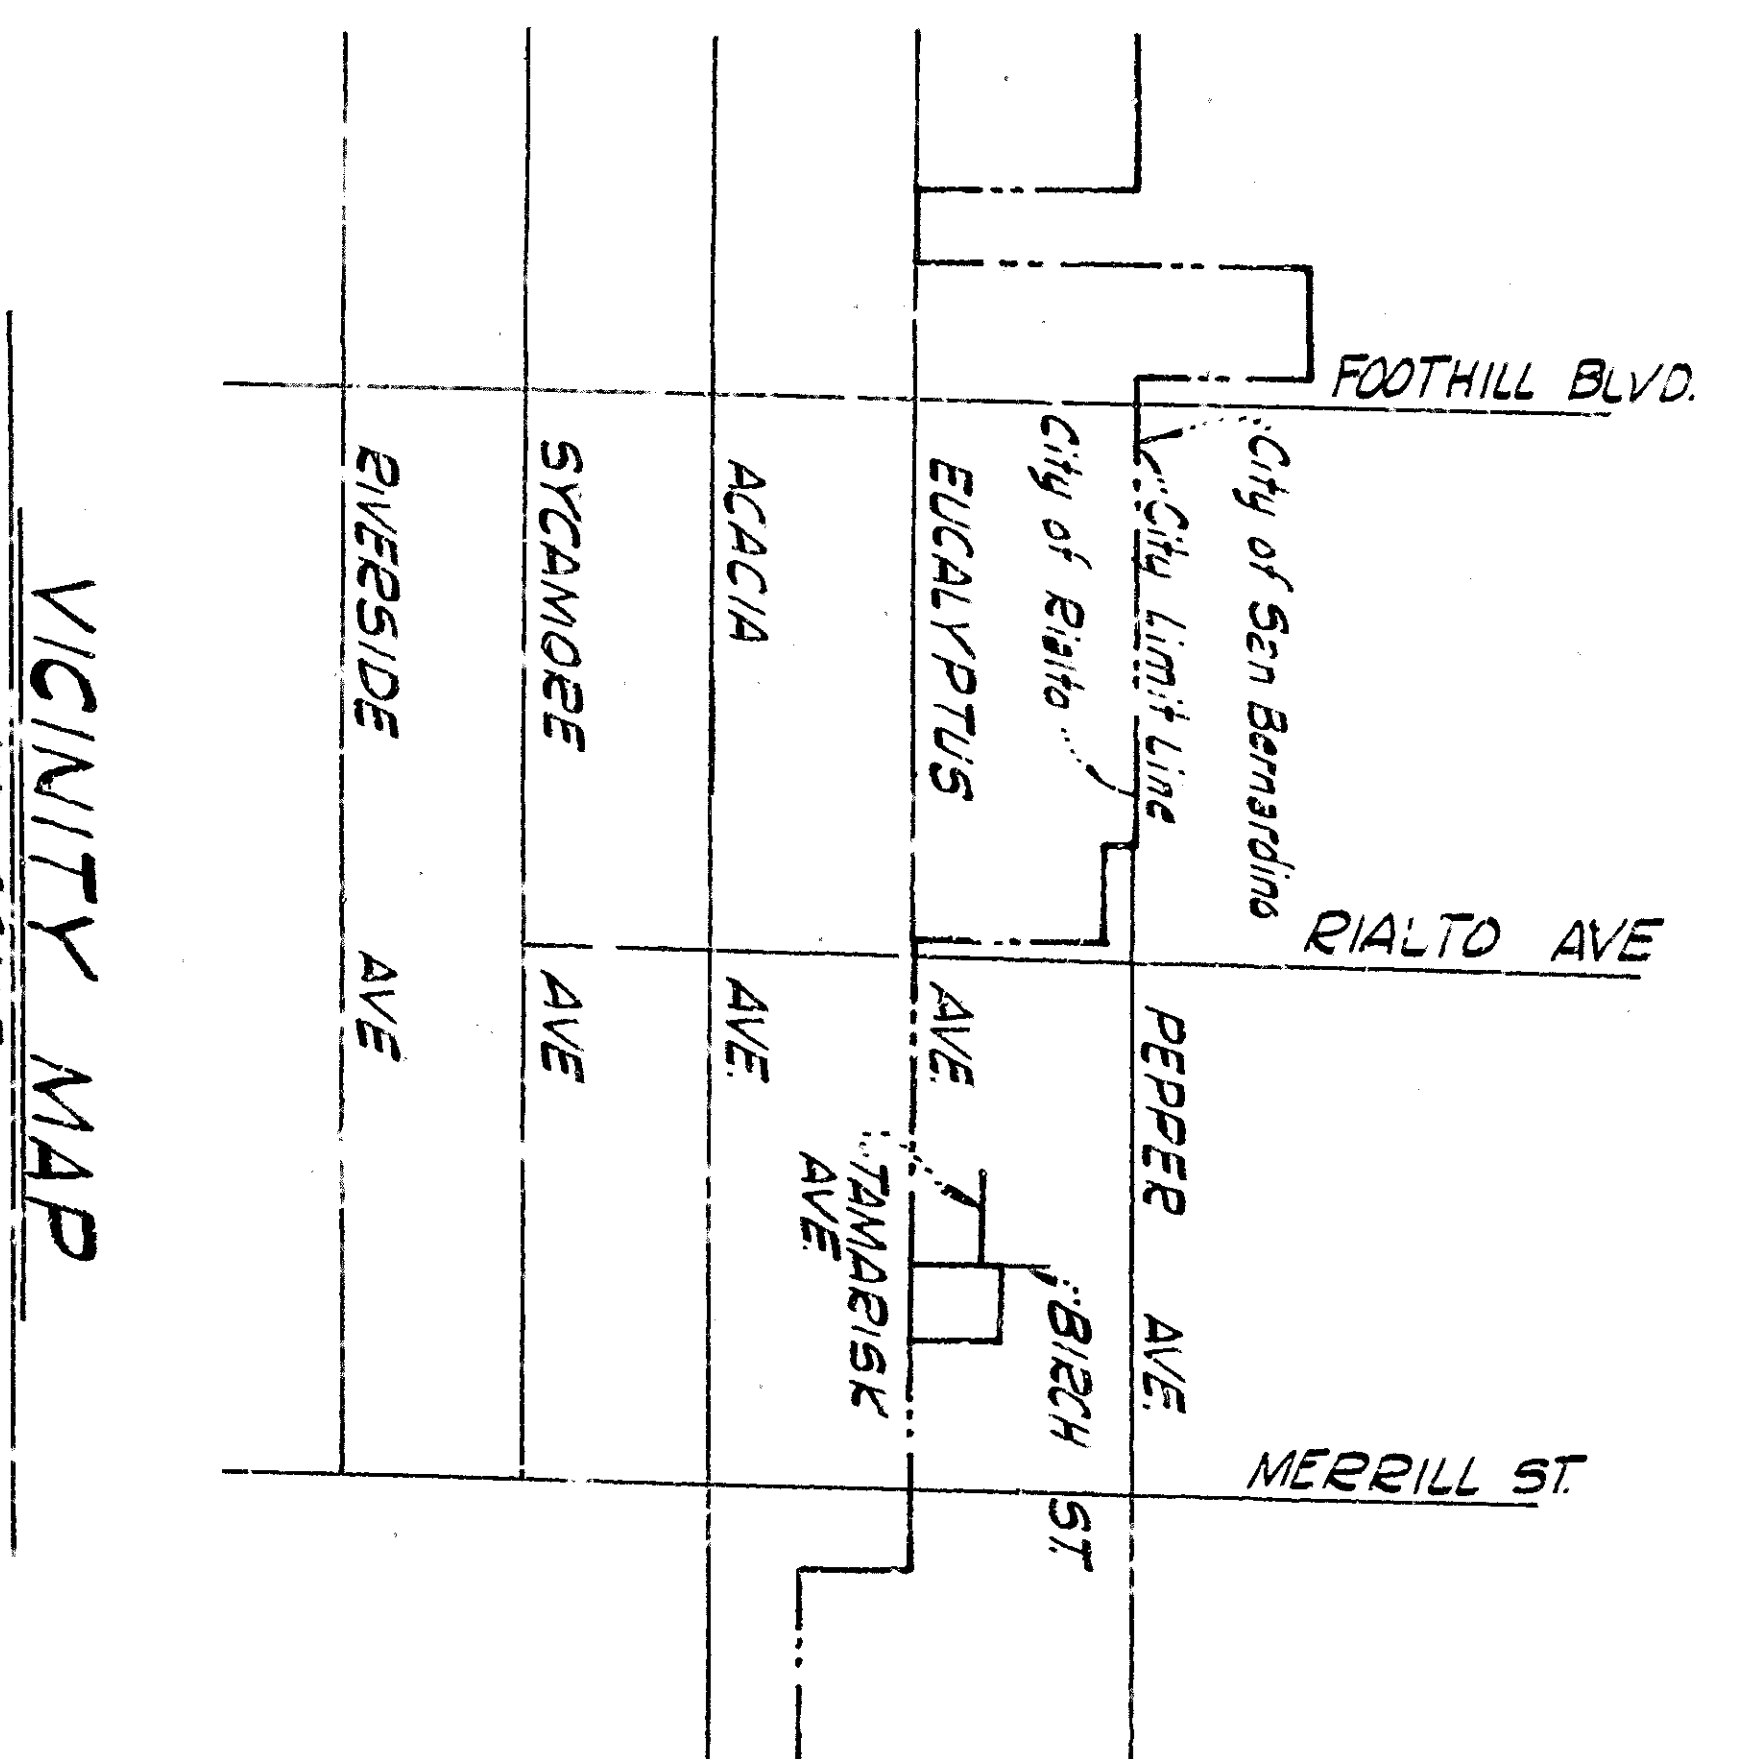 FOOTHILL BLVD.
City of San Bernardino
City Limit Line
City of Rialto
RIVERSIDE AVE
SYCAMORE AVE
ACACIA AVE.
EUCALYPTUS AVE.
RIALTO AVE
PEPPER AVE.
TAMARISK
AVE.
BIRCH ST.
MERRILL ST.
VICINITY MAP